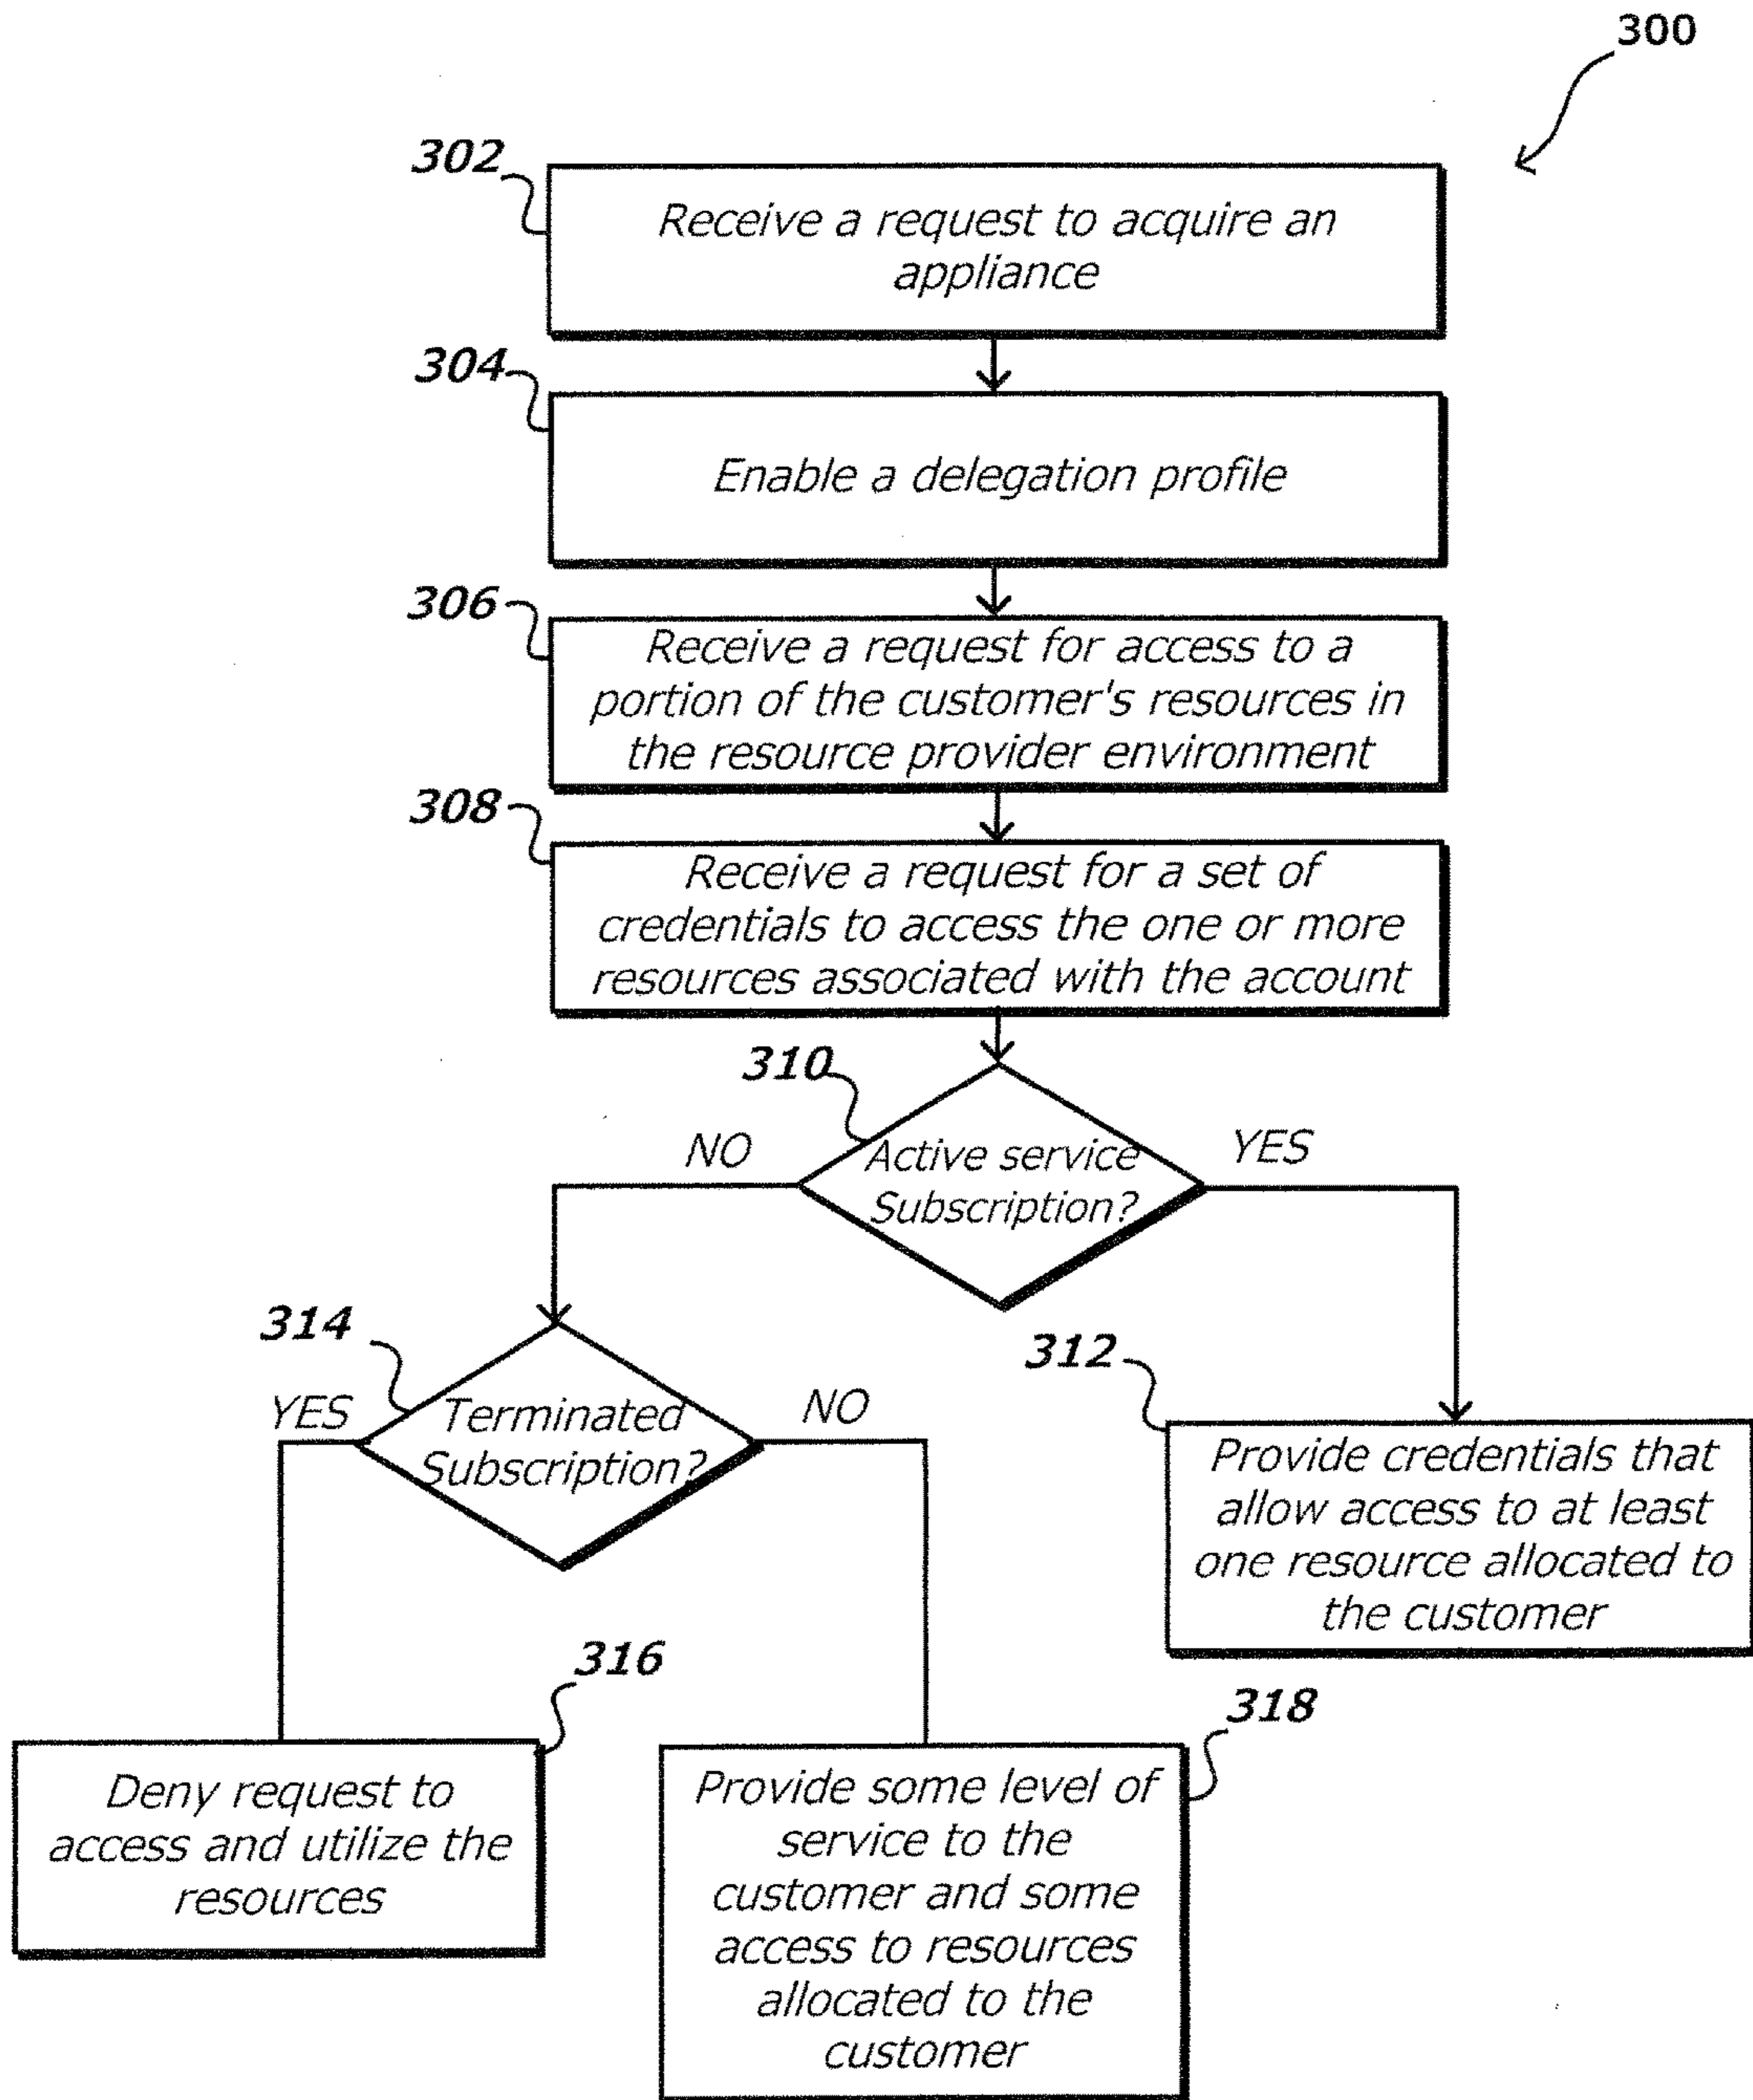 300
302
Receive a request to acquire an
appliance
304
Enable a delegation profile
306
Receive a request for access to a
portion of the customer's resources in
the resource provider environment
308
Receive a request for a set of
credentials to access the one or more
resources associated with the account
310
NO
Active service
Subscription?
YES
314
YES
Terminated
Subscription?
NO
312
Provide credentials that
allow access to at least
one resource allocated to
the customer
316
Deny request to
access and utilize the
resources
318
Provide some level of
service to the
customer and some
access to resources
allocated to the
customer